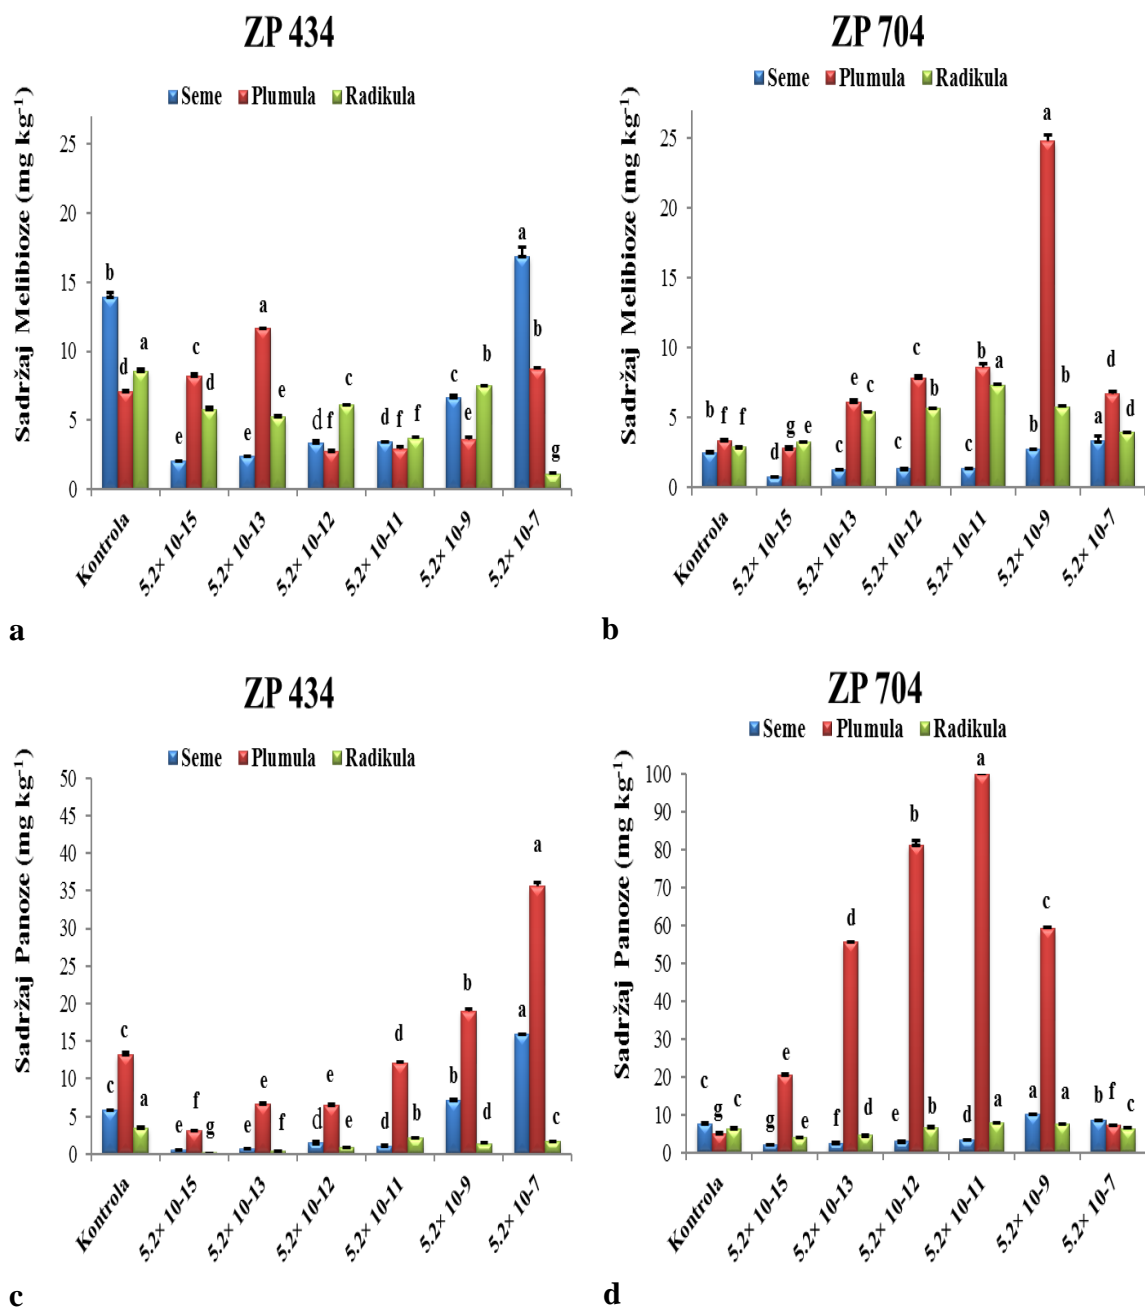 ZP 434
Seme Plumula Radikula
Sadržaj Melibioze (mg kg⁻¹)
25
20
15
10
5
0
b d a
e c d
e a e
d f c
d f f
c e b
a b g
Kontrola
5.2× 10-15
5.2× 10-13
5.2× 10-12
5.2× 10-11
5.2× 10-9
5.2× 10-7
a
ZP 704
Seme Plumula Radikula
Sadržaj Melibioze (mg kg⁻¹)
25
20
15
10
5
0
b f f
d g e
c e c
c c b
c b a
b a b
a d d
Kontrola
5.2× 10-15
5.2× 10-13
5.2× 10-12
5.2× 10-11
5.2× 10-9
5.2× 10-7
b
ZP 434
Seme Plumula Radikula
Sadržaj Panoze (mg kg⁻¹)
50
45
40
35
30
25
20
15
10
5
0
c c a
e f g
e e f
d e e
d d b
b b d
a a c
Kontrola
5.2× 10-15
5.2× 10-13
5.2× 10-12
5.2× 10-11
5.2× 10-9
5.2× 10-7
c
ZP 704
Seme Plumula Radikula
Sadržaj Panoze (mg kg⁻¹)
100
90
80
70
60
50
40
30
20
10
0
c g c
g e e
f d d
e b b
d a a
a c a
b f c
Kontrola
5.2× 10-15
5.2× 10-13
5.2× 10-12
5.2× 10-11
5.2× 10-9
5.2× 10-7
d